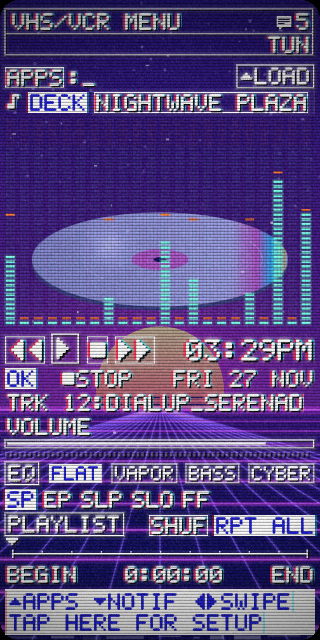 VHS/VCR MENU 5
TUN
APPS:_ LOAD
DECK NIGHTWAVE PLAZA
03:29PM
OK STOP FRI 27 NOV
TRK 12:DIALUP_SERENAD
VOLUME
EQ FLAT VAPOR BASS CYBER
SP EP SLP SLO FF
PLAYLIST SHUF RPT ALL
BEGIN 0:00:00 END
APPS NOTIF SWIPE
TAP HERE FOR SETUP